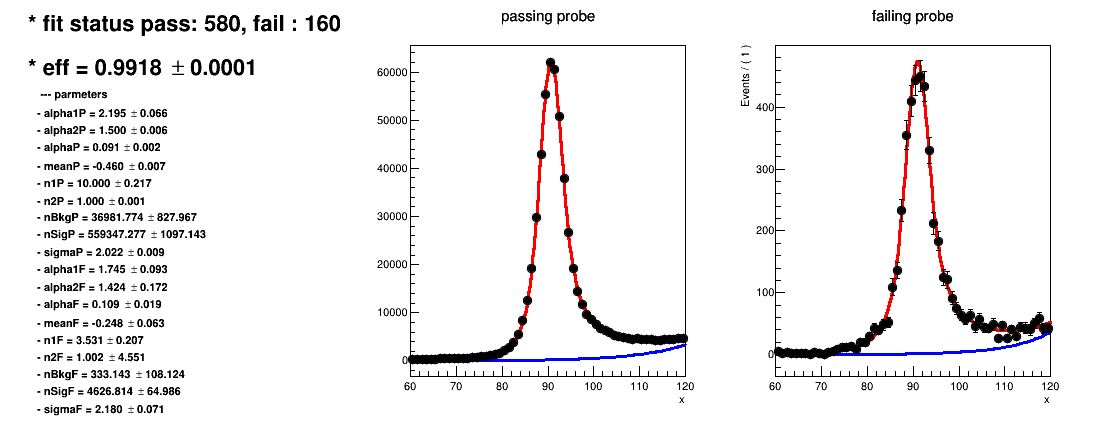 * fit status pass: 580, fail : 160
* eff = 0.9918 ± 0.0001
--- parmeters
- alpha1P = 2.195 ± 0.066
- alpha2P = 1.500 ± 0.006
- alphaP = 0.091 ± 0.002
- meanP = -0.460 ± 0.007
- n1P = 10.000 ± 0.217
- n2P = 1.000 ± 0.001
- nBkgP = 36981.774 ± 827.967
- nSigP = 559347.277 ± 1097.143
- sigmaP = 2.022 ± 0.009
- alpha1F = 1.745 ± 0.093
- alpha2F = 1.424 ± 0.172
- alphaF = 0.109 ± 0.019
- meanF = -0.248 ± 0.063
- n1F = 3.531 ± 0.207
- n2F = 1.002 ± 4.551
- nBkgF = 333.143 ± 108.124
- nSigF = 4626.814 ± 64.986
- sigmaF = 2.180 ± 0.071
passing probe
60000
50000
40000
30000
20000
10000
0
60 70 80 90 100 110 120
x
failing probe
Events / ( 1 )
400
300
200
100
0
60 70 80 90 100 110 120
x